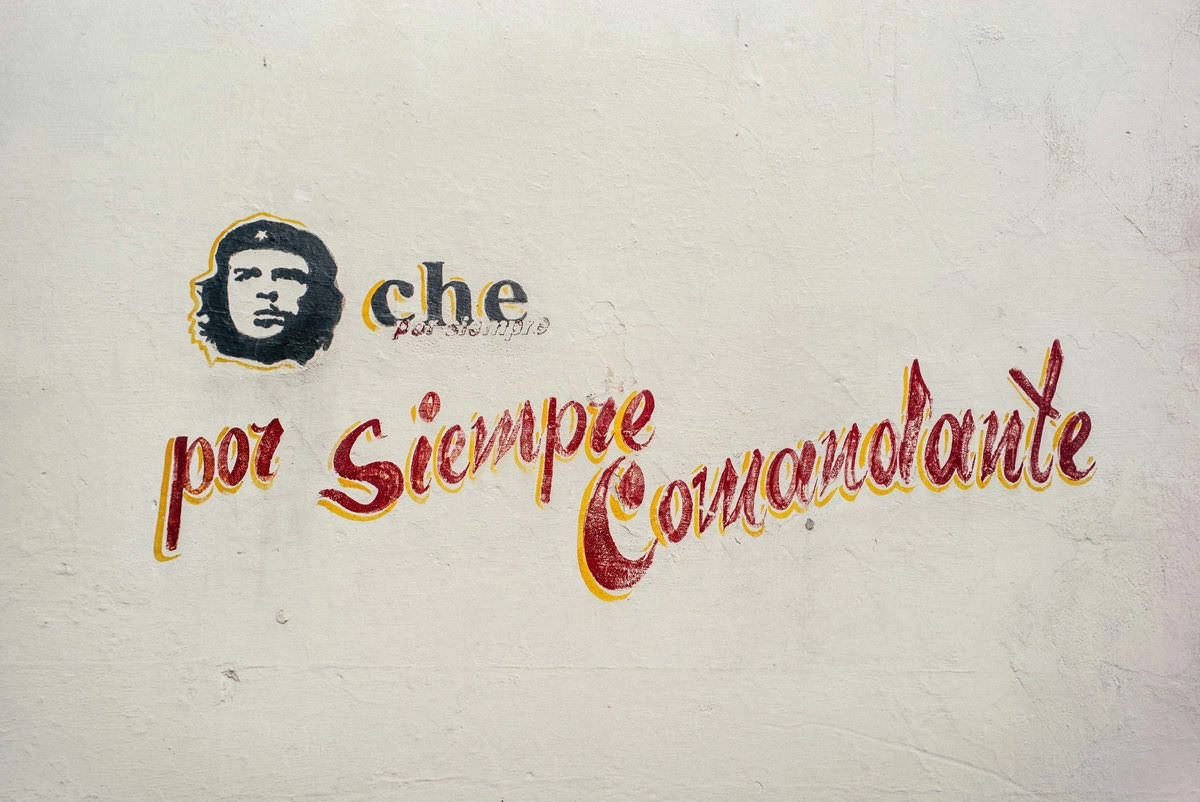 che
por siempre
por Siempre
Comandante